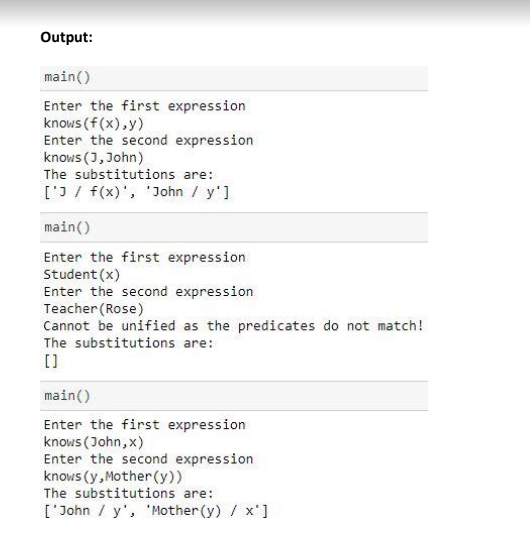 Output:
main()
Enter the first expression
knows(f(x),y)
Enter the second expression
knows(J,John)
The substitutions are:
['J / f(x)', 'John / y']
main()
Enter the first expression
Student(x)
Enter the second expression
Teacher(Rose)
Cannot be unified as the predicates do not match!
The substitutions are:
[]
main()
Enter the first expression
knows(John,x)
Enter the second expression
knows(y,Mother(y))
The substitutions are:
['John / y', 'Mother(y) / x']